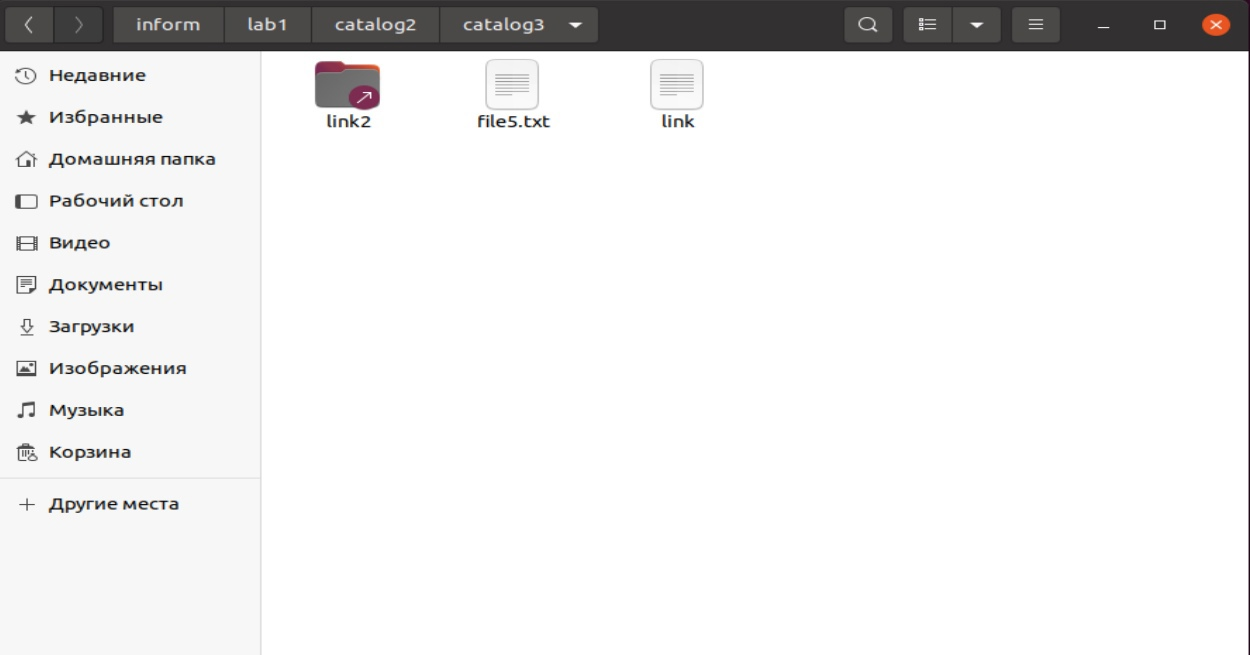 inform lab1 catalog2 catalog3
Недавние
Избранные
Домашняя папка
Рабочий стол
Видео
Документы
Загрузки
Изображения
Музыка
Корзина
Другие места
link2 file5.txt link